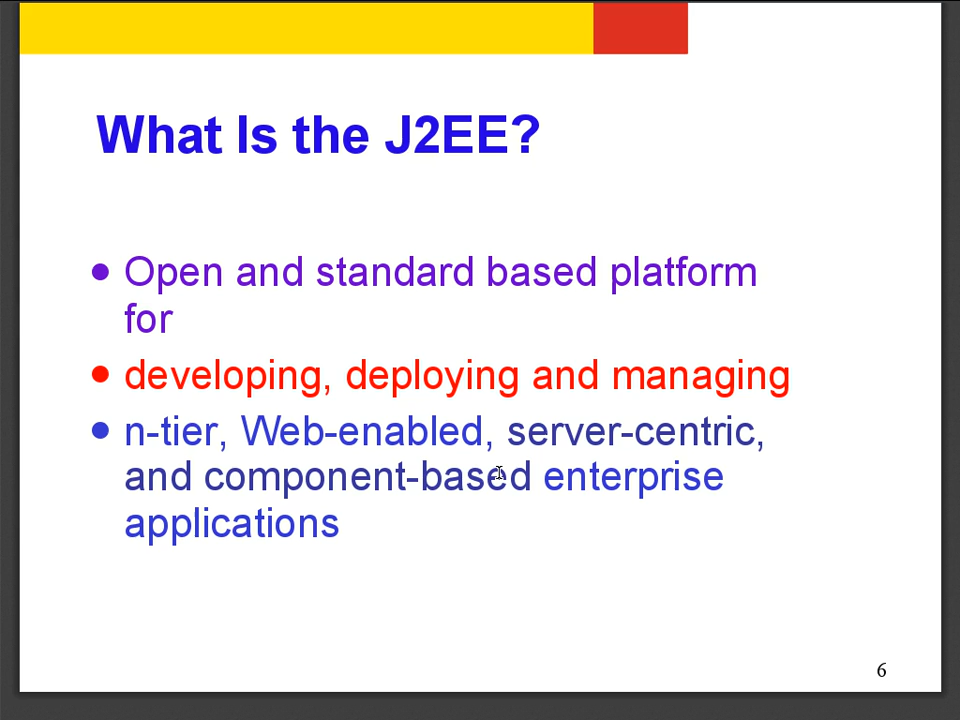 What Is the J2EE?
• Open and standard based platform
for
• developing, deploying and managing
• n-tier, Web-enabled, server-centric,
and component-based enterprise
applications
6